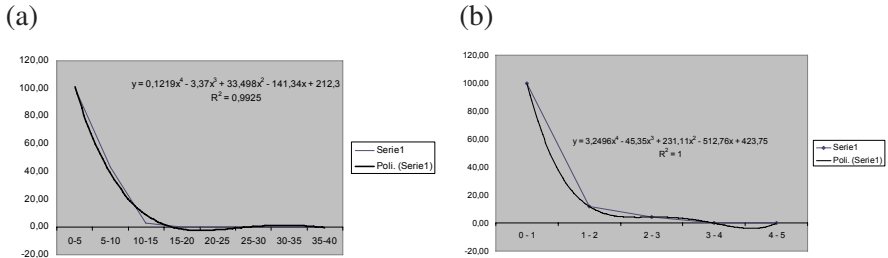 (a)
120,00
100,00
80,00
60,00
40,00
20,00
0,00
-20,00
y = 0,1219x⁴ - 3,37x³ + 33,498x² - 141,34x + 212,3
R² = 0,9925
0-5 5-10 10-15 15-20 20-25 25-30 30-35 35-40
Serie1
Poli. (Serie1)
(b)
120,00
100,00
80,00
60,00
40,00
20,00
0,00
-20,00
y = 3,2496x⁴ - 45,35x³ + 231,11x² - 512,76x + 423,75
R² = 1
0 - 1 1 - 2 2 - 3 3 - 4 4 - 5
Serie1
Poli. (Serie1)